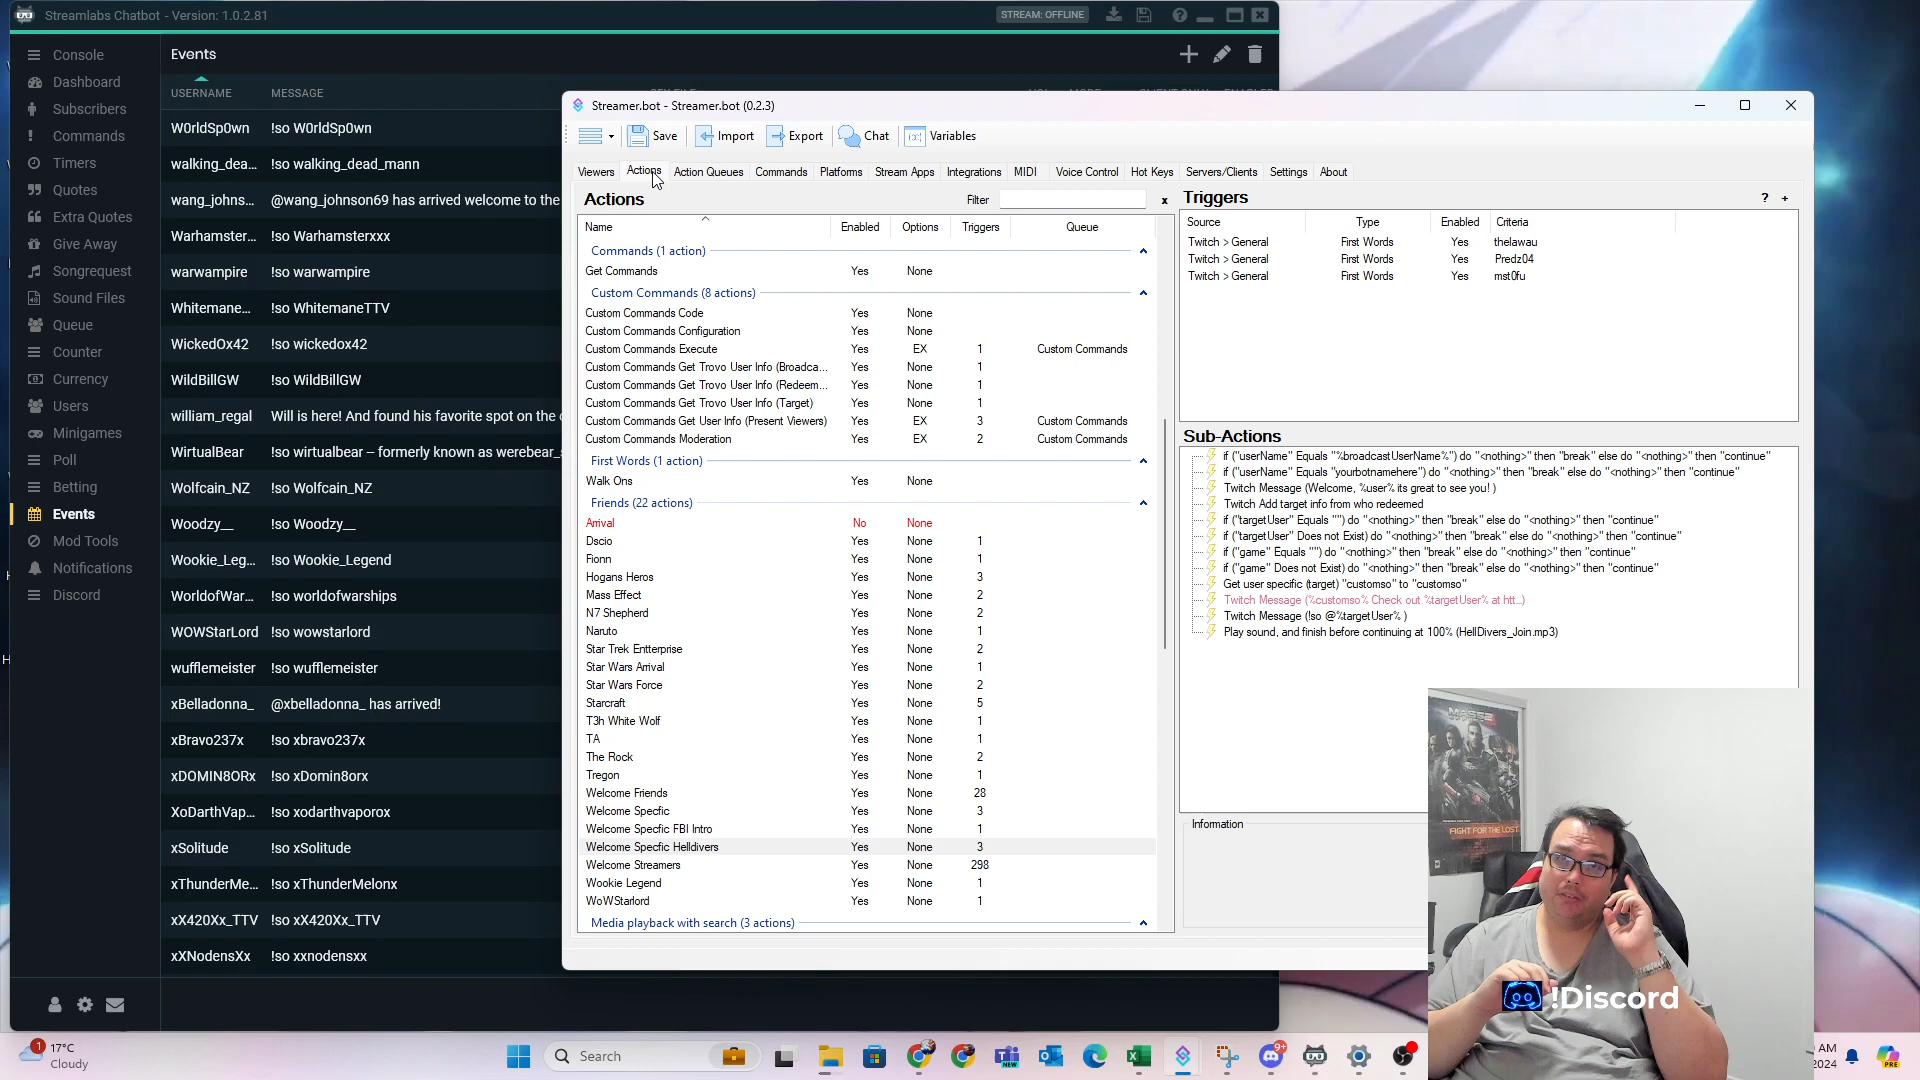 Streamlabs Chatbot - Version: 1.0.2.81
STREAM: OFFLINE
Console
Dashboard
Subscribers
Commands
Timers
Quotes
Extra Quotes
Give Away
Songrequest
Sound Files
Queue
Counter
Currency
Users
Minigames
Poll
Betting
Events
Mod Tools
Notifications
Discord
Events
USERNAME MESSAGE
W0rldSp0wn !so W0rldSp0wn
walking_dea... !so walking_dead_mann
wang_johns... @wang_johnson69 has arrived welcome to the
Warhamster... !so Warhamsterxxx
warwampire !so warwampire
Whitemane... !so WhitemaneTTV
WickedOx42 !so wickedox42
WildBillGW !so WildBillGW
william_regal Will is here! And found his favorite spot on the
WirtualBear !so wirtualbear – formerly known as werebear_
Wolfcain_NZ !so Wolfcain_NZ
Woodzy__ !so Woodzy__
Wookie_Leg... !so Wookie_Legend
WorldofWar... !so worldofwarships
WOWStarLord !so wowstarlord
wufflemeister !so wufflemeister
xBelladonna_ @xbelladonna_ has arrived!
xBravo237x !so xbravo237x
xDOMIN8ORx !so xDomin8orx
XoDarthVap... !so xodarthvaporox
xSolitude !so xSolitude
xThunderMe... !so xThunderMelonx
xX420Xx_TTV !so xX420Xx_TTV
xXNodensXx !so xxnodensxx
Streamer.bot - Streamer.bot (0.2.3)
Save Import Export Chat Variables
Viewers Actions Action Queues Commands Platforms Stream Apps Integrations MIDI Voice Control Hot Keys Servers/Clients Settings About
Actions Filter x
Name Enabled Options Triggers Queue
Commands (1 action)
Get Commands Yes None
Custom Commands (8 actions)
Custom Commands Code Yes None
Custom Commands Configuration Yes None
Custom Commands Execute Yes EX 1 Custom Commands
Custom Commands Get Trovo User Info (Broadca... Yes None 1
Custom Commands Get Trovo User Info (Redeem... Yes None 1
Custom Commands Get Trovo User Info (Target) Yes None 1
Custom Commands Get User Info (Present Viewers) Yes EX 3 Custom Commands
Custom Commands Moderation Yes EX 2 Custom Commands
First Words (1 action)
Walk Ons Yes None
Friends (22 actions)
Arrival No None
Dscio Yes None 1
Fionn Yes None 1
Hogans Heros Yes None 3
Mass Effect Yes None 2
N7 Shepherd Yes None 2
Naruto Yes None 1
Star Trek Entterprise Yes None 2
Star Wars Arrival Yes None 1
Star Wars Force Yes None 2
Starcraft Yes None 5
T3h White Wolf Yes None 1
TA Yes None 1
The Rock Yes None 2
Tregon Yes None 1
Welcome Friends Yes None 28
Welcome Specfic Yes None 3
Welcome Specfic FBI Intro Yes None 1
Welcome Specfic Helldivers Yes None 3
Welcome Streamers Yes None 298
Wookie Legend Yes None 1
WoWStarlord Yes None 1
Media playback with search (3 actions)
Triggers ? +
Source Type Enabled Criteria
Twitch > General First Words Yes thelawau
Twitch > General First Words Yes Predz04
Twitch > General First Words Yes mst0fu
Sub-Actions
if ("userName" Equals "%broadcastUserName%") do "<nothing>" then "break" else do "<nothing>" then "continue"
if ("userName" Equals "yourbotnamehere") do "<nothing>" then "break" else do "<nothing>" then "continue"
Twitch Message (Welcome, %user% its great to see you! )
Twitch Add target info from who redeemed
if ("targetUser" Equals "") do "<nothing>" then "break" else do "<nothing>" then "continue"
if ("targetUser" Does not Exist) do "<nothing>" then "break" else do "<nothing>" then "continue"
if ("game" Equals "") do "<nothing>" then "break" else do "<nothing>" then "continue"
if ("game" Does not Exist) do "<nothing>" then "break" else do "<nothing>" then "continue"
Get user specific (target) "customso" to "customso"
Twitch Message (%customso% Check out %targetUser% at htt...)
Twitch Message (!so @%targetUser% )
Play sound, and finish before continuing at 100% (HellDivers_Join.mp3)
Information
FIGHT FOR THE LOST
!Discord
1
17°C
Cloudy
Search
NEW
9+
AM
2024
PRE